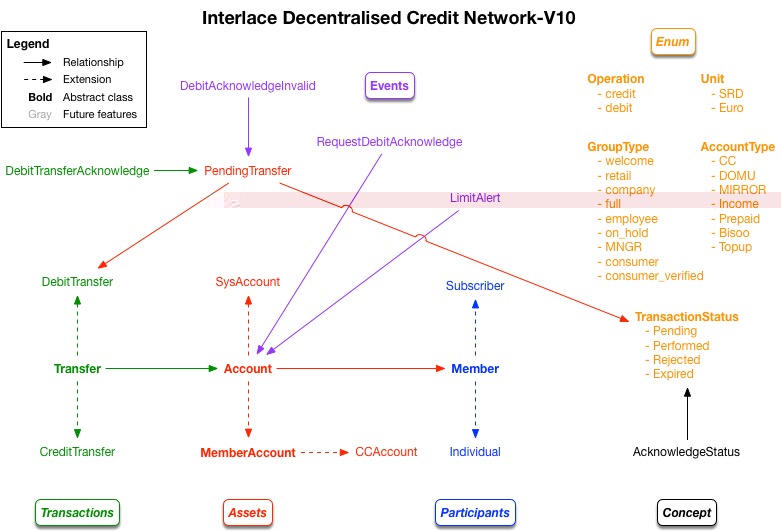 Interlace Decentralised Credit Network-V10
Legend
Relationship
Extension
Bold Abstract class
Gray Future features
Enum
Events
DebitAcknowledgeInvalid
RequestDebitAcknowledge
DebitTransferAcknowledge
PendingTransfer
LimitAlert
Operation
- credit
- debit
Unit
- SRD
- Euro
GroupType
- welcome
- retail
- company
- full
- employee
- on_hold
- MNGR
- consumer
- consumer_verified
AccountType
- CC
- DOMU
- MIRROR
- Income
- Prepaid
- Bisoo
- Topup
DebitTransfer
SysAccount
Subscriber
TransactionStatus
- Pending
- Performed
- Rejected
- Expired
Transfer
Account
Member
CreditTransfer
MemberAccount
CCAccount
Individual
AcknowledgeStatus
Transactions
Assets
Participants
Concept